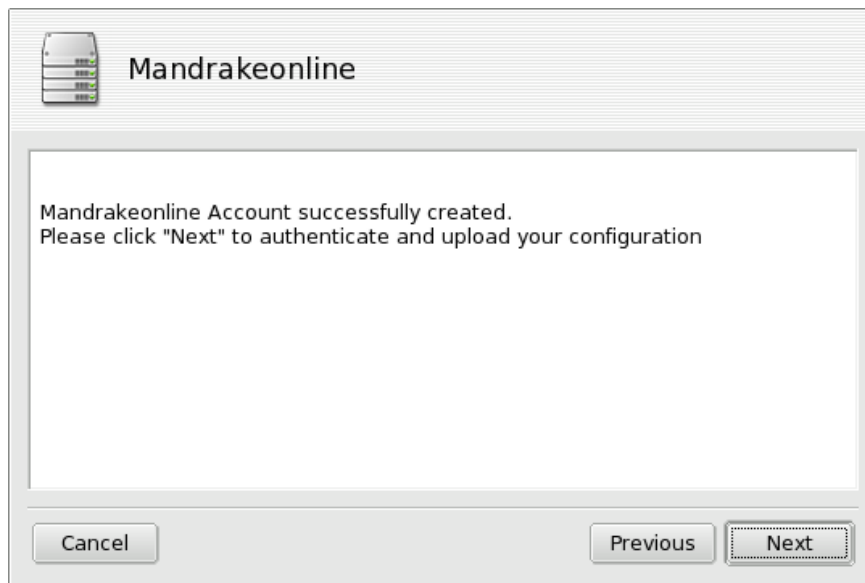 Mandrakeonline
Mandrakeonline Account successfully created.
Please click "Next" to authenticate and upload your configuration
Cancel
Previous
Next